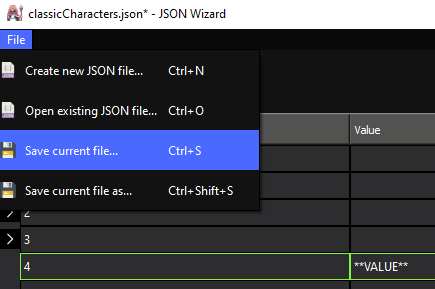 classicCharacters.json* - JSON Wizard
File
Create new JSON file... Ctrl+N
Open existing JSON file... Ctrl+O
Save current file... Ctrl+S
Value
Save current file as... Ctrl+Shift+S
2
3
4 **VALUE**